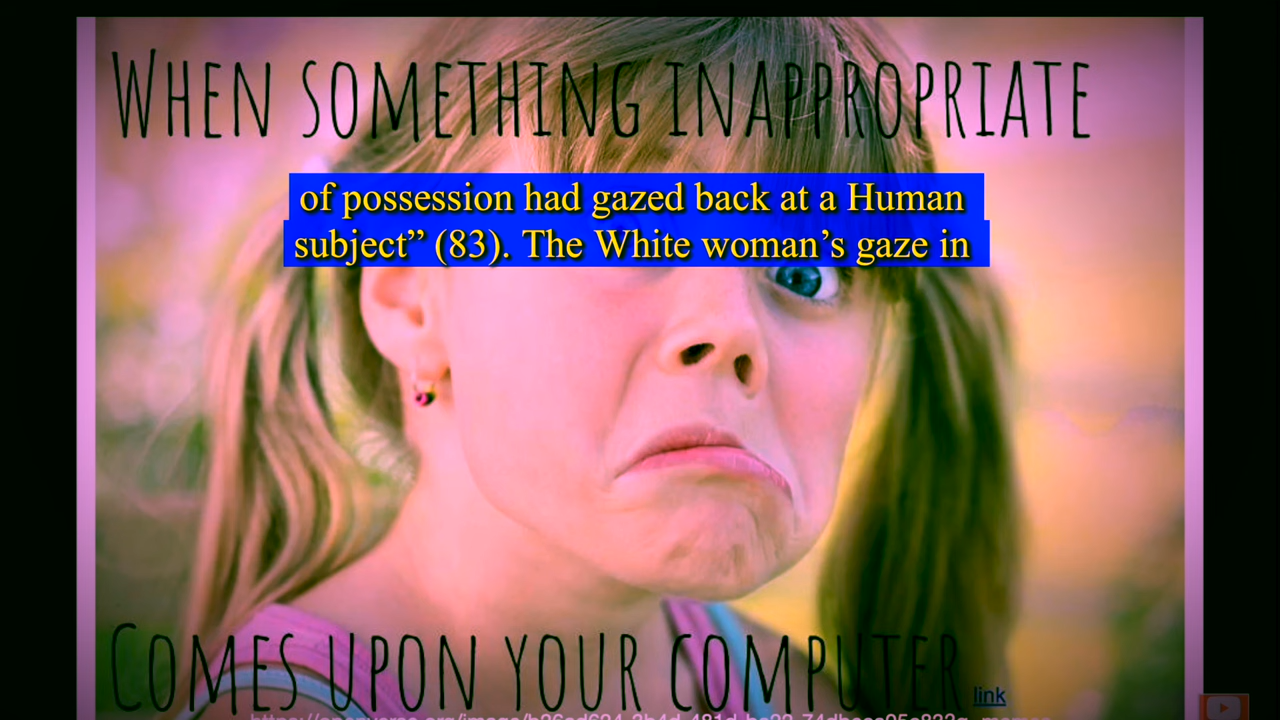 WHEN SOMETHING INAPPROPRIATE
of possession had gazed back at a Human
subject” (83). The White woman’s gaze in
COMES UPON YOUR COMPUTER
link